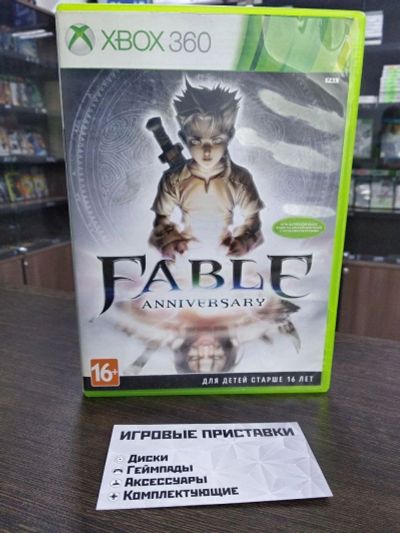 XBOX 360
FABLE
ANNIVERSARY
16+
ДЛЯ ДЕТЕЙ СТАРШЕ 16 ЛЕТ
ИГРОВЫЕ ПРИСТАВКИ
Диски
Геймпады
Аксессуары
Комплектующие